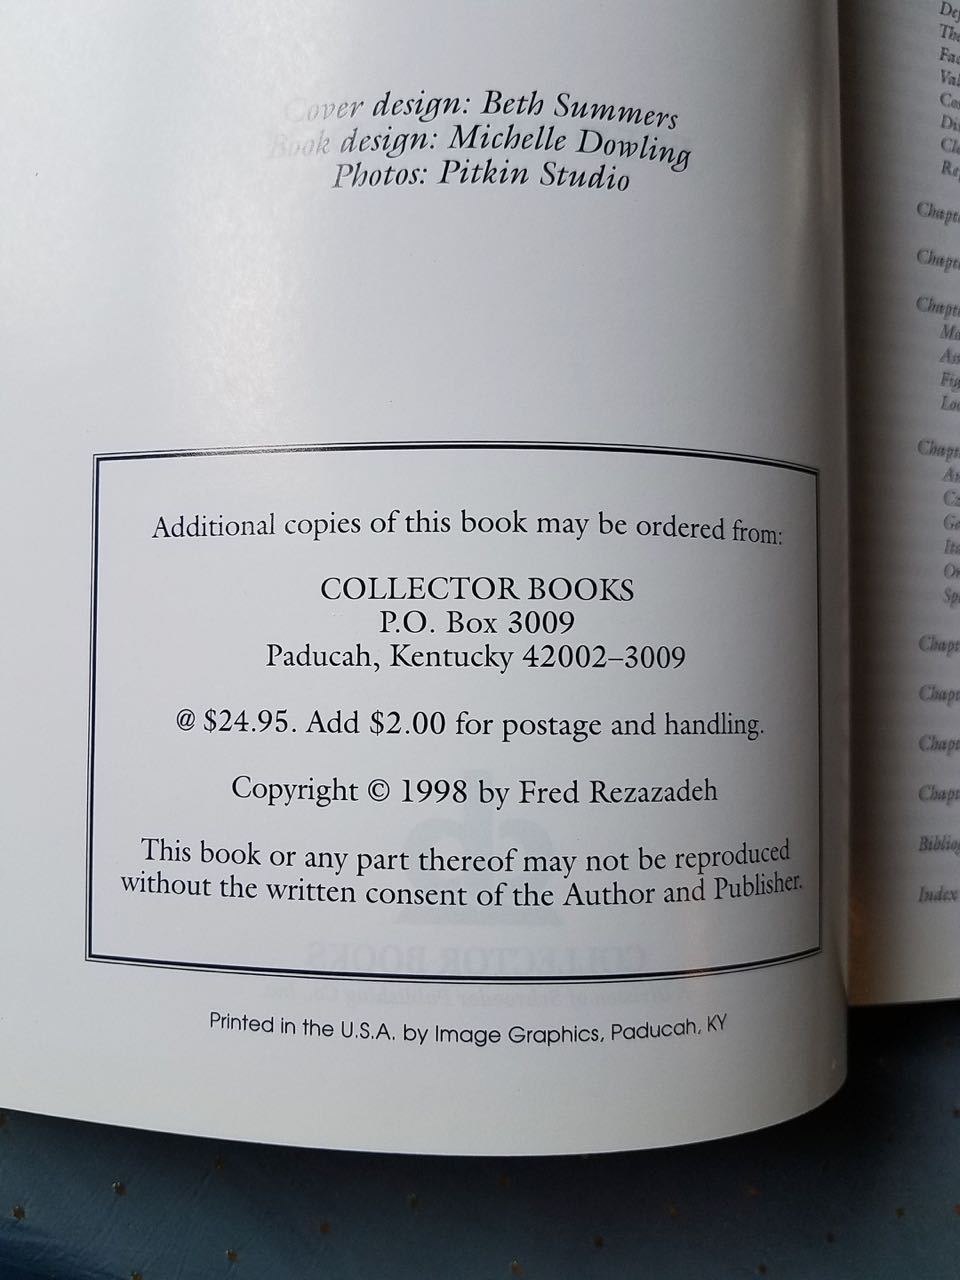 Cover design: Beth Summers
Book design: Michelle Dowling
Photos: Pitkin Studio
Additional copies of this book may be ordered from:
COLLECTOR BOOKS
P.O. Box 3009
Paducah, Kentucky 42002–3009
@ $24.95. Add $2.00 for postage and handling.
Copyright © 1998 by Fred Rezazadeh
This book or any part thereof may not be reproduced
without the written consent of the Author and Publisher.
Printed in the U.S.A. by Image Graphics, Paducah, KY
Index